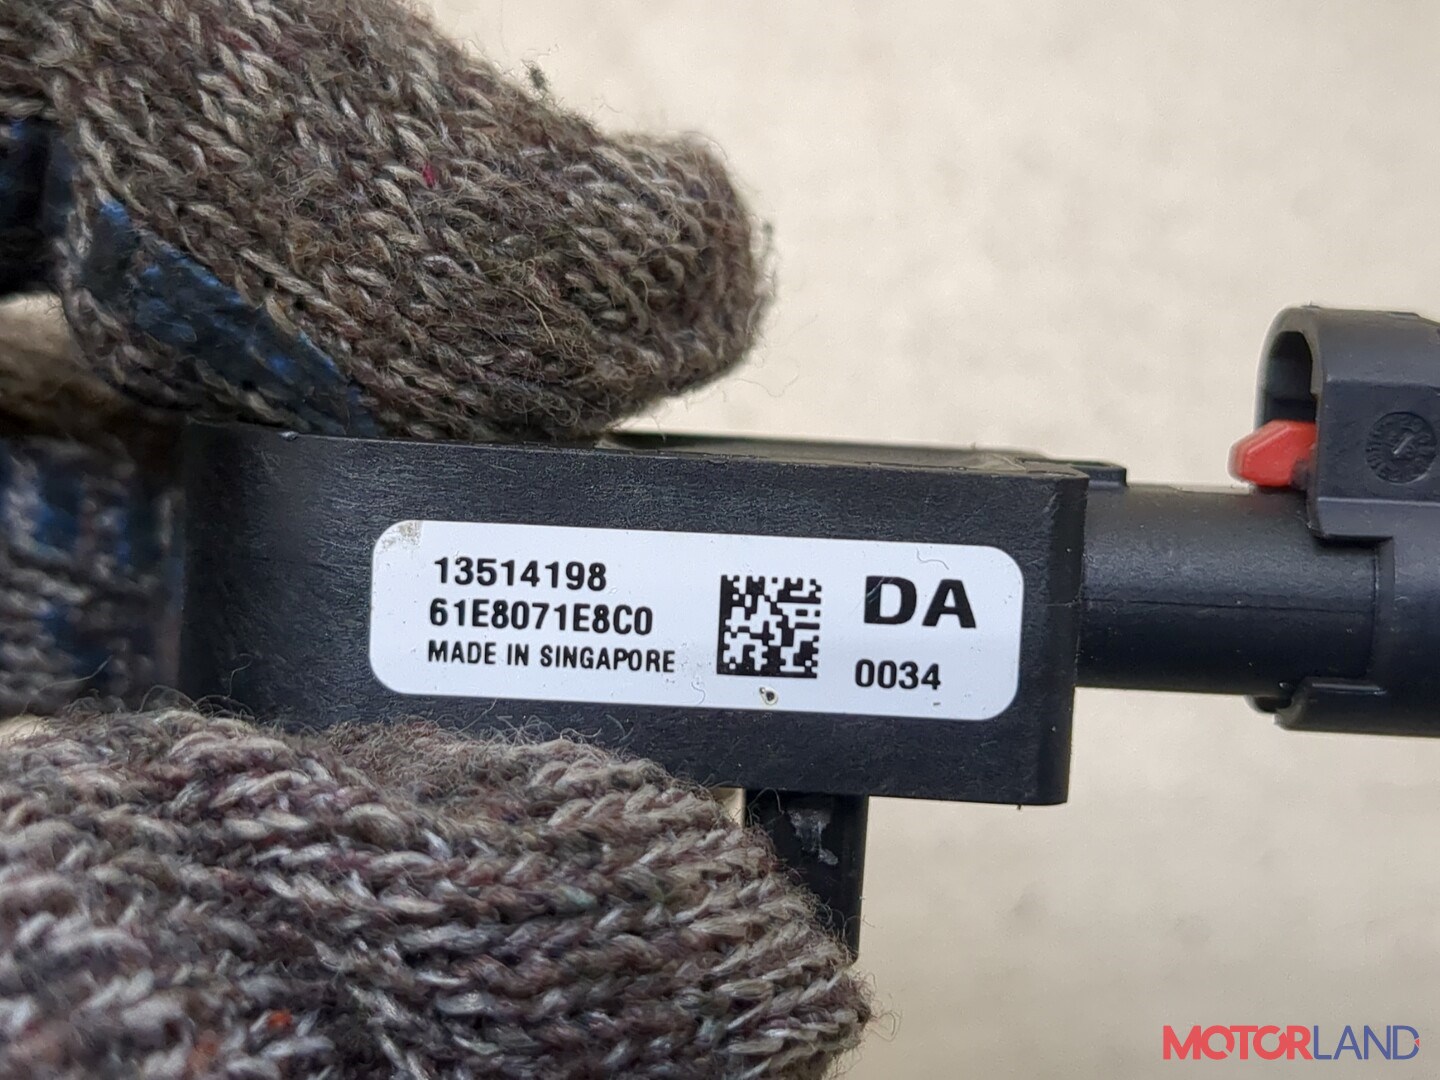 13514198
61E8071E8C0
MADE IN SINGAPORE
DA
0034
MOTORLAND